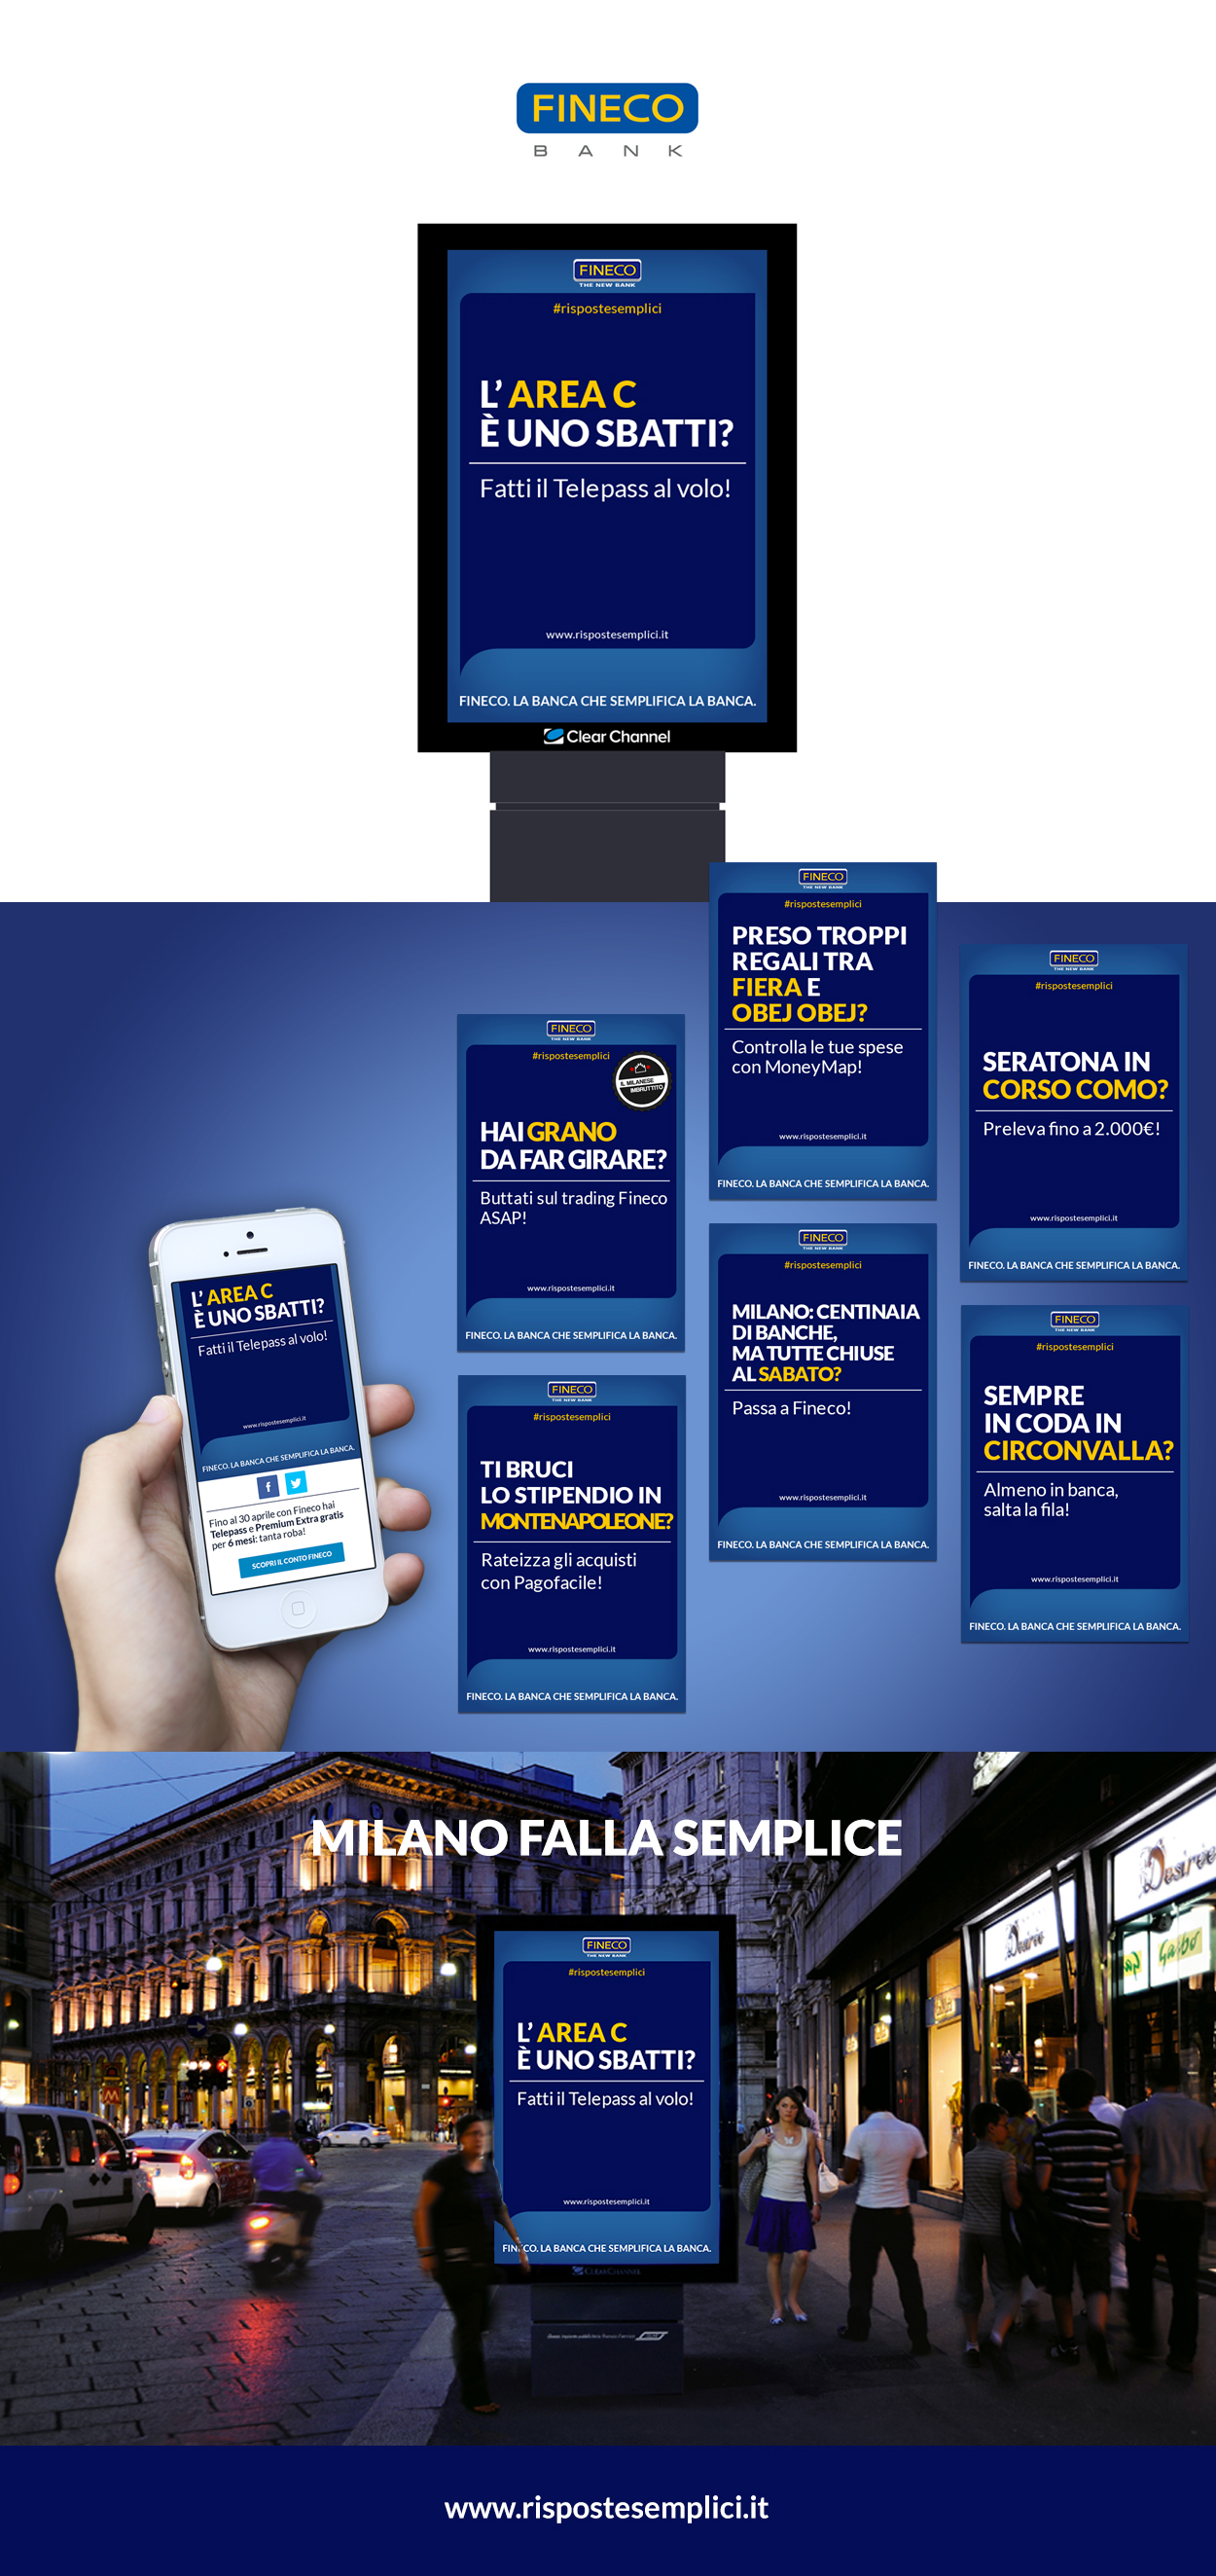 FINECO
BANK
FINECO
THE NEW BANK
#rispostesemplici
L' AREA C
È UNO SBATTI?
Fatti il Telepass al volo!
www.rispostesemplici.it
FINECO. LA BANCA CHE SEMPLIFICA LA BANCA.
Clear Channel
FINECO
THE NEW BANK
#rispostesemplici
PRESO TROPPI
REGALI TRA
FIERA E
OBEJ OBEJ?
Controlla le tue spese
con MoneyMap!
www.rispostesemplici.it
FINECO. LA BANCA CHE SEMPLIFICA LA BANCA.
FINECO
THE NEW BANK
#rispostesemplici
SERATONA IN
CORSO COMO?
Preleva fino a 2.000€!
www.rispostesemplici.it
FINECO. LA BANCA CHE SEMPLIFICA LA BANCA.
FINECO
THE NEW BANK
#rispostesemplici
IL MILANESE
IMBRUTTITO
HAI GRANO
DA FAR GIRARE?
Buttati sul trading Fineco
ASAP!
www.rispostesemplici.it
FINECO. LA BANCA CHE SEMPLIFICA LA BANCA.
FINECO
THE NEW BANK
#rispostesemplici
MILANO: CENTINAIA
DI BANCHE,
MA TUTTE CHIUSE
AL SABATO?
Passa a Fineco!
www.rispostesemplici.it
FINECO. LA BANCA CHE SEMPLIFICA LA BANCA.
FINECO
THE NEW BANK
#rispostesemplici
SEMPRE
IN CODA IN
CIRCONVALLA?
Almeno in banca,
salta la fila!
www.rispostesemplici.it
FINECO. LA BANCA CHE SEMPLIFICA LA BANCA.
FINECO
THE NEW BANK
#rispostesemplici
TI BRUCI
LO STIPENDIO IN
MONTENAPOLEONE?
Rateizza gli acquisti
con Pagofacile!
www.rispostesemplici.it
FINECO. LA BANCA CHE SEMPLIFICA LA BANCA.
L' AREA C
È UNO SBATTI?
Fatti il Telepass al volo!
www.rispostesemplici.it
FINECO. LA BANCA CHE SEMPLIFICA LA BANCA.
Fino al 30 aprile con Fineco hai
Telepass e Premium Extra gratis
per 6 mesi: tanta roba!
SCOPRI IL CONTO FINECO
MILANO FALLA SEMPLICE
Desiree
Gabbo
FINECO
THE NEW BANK
#rispostesemplici
L' AREA C
È UNO SBATTI?
Fatti il Telepass al volo!
www.rispostesemplici.it
FINECO. LA BANCA CHE SEMPLIFICA LA BANCA.
CLEAR CHANNEL
www.rispostesemplici.it